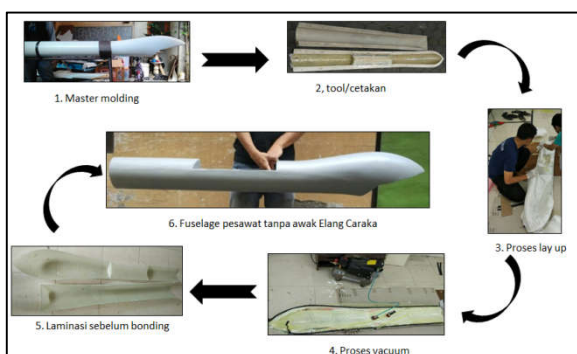 1. Master molding
2, tool/cetakan
3. Proses lay up
4. Proses vacuum
5. Laminasi sebelum bonding
6. Fuselage pesawat tanpa awak Elang Caraka